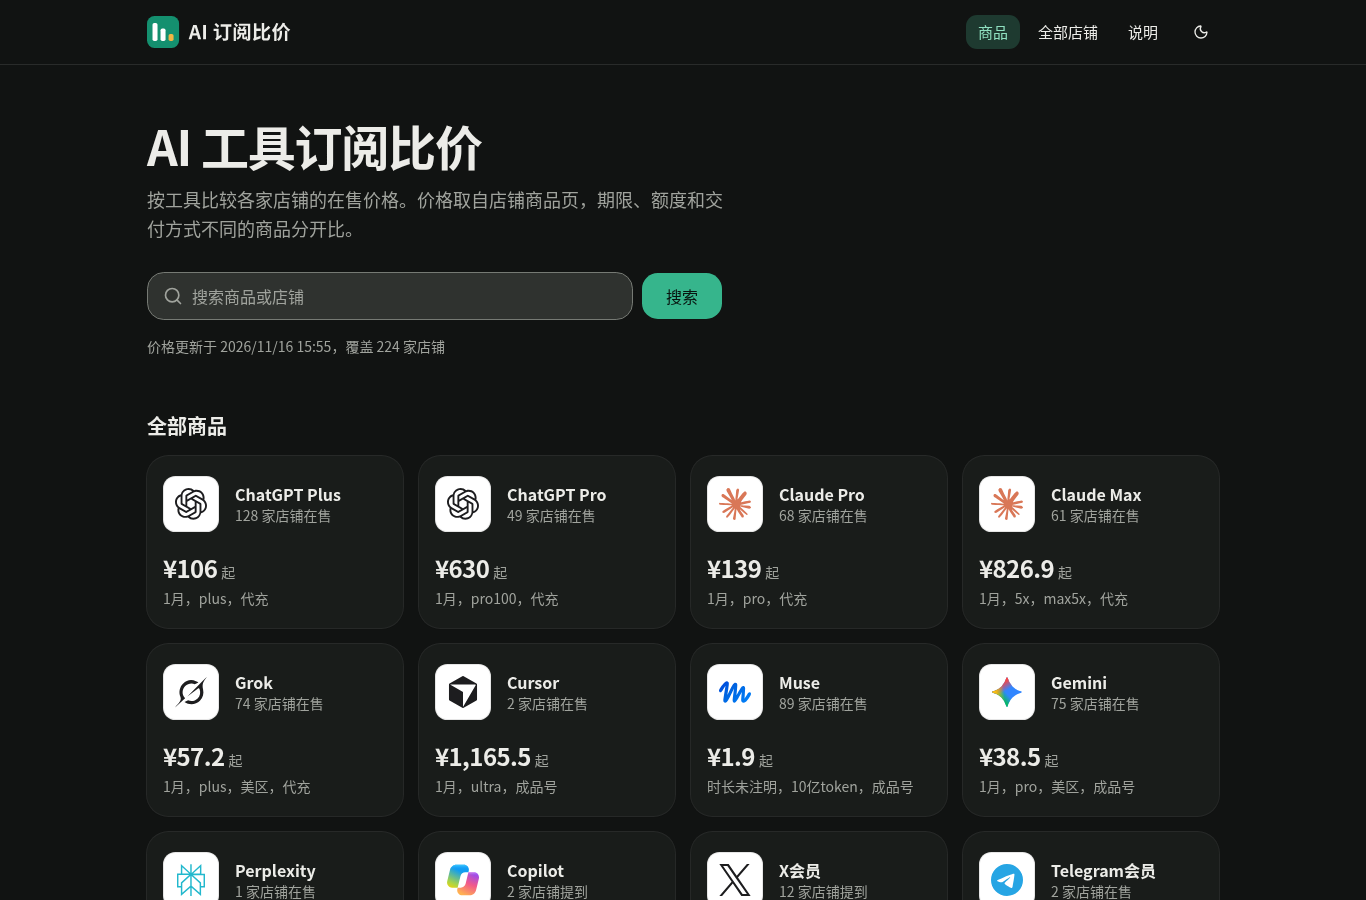 AI 订阅比价
商品
全部店铺
说明
AI 工具订阅比价
按工具比较各家店铺的在售价格。价格取自店铺商品页，期限、额度和交
付方式不同的商品分开比。
搜索商品或店铺
搜索
价格更新于 2026/11/16 15:55，覆盖 224 家店铺
全部商品
ChatGPT Plus
128 家店铺在售
¥106 起
1月，plus，代充
ChatGPT Pro
49 家店铺在售
¥630 起
1月，pro100，代充
Claude Pro
68 家店铺在售
¥139 起
1月，pro，代充
Claude Max
61 家店铺在售
¥826.9 起
1月，5x，max5x，代充
Grok
74 家店铺在售
¥57.2 起
1月，plus，美区，代充
Cursor
2 家店铺在售
¥1,165.5 起
1月，ultra，成品号
Muse
89 家店铺在售
¥1.9 起
时长未注明，10亿token，成品号
Gemini
75 家店铺在售
¥38.5 起
1月，pro，美区，成品号
Perplexity
1 家店铺在售
Copilot
2 家店铺提到
X会员
12 家店铺提到
Telegram会员
2 家店铺在售